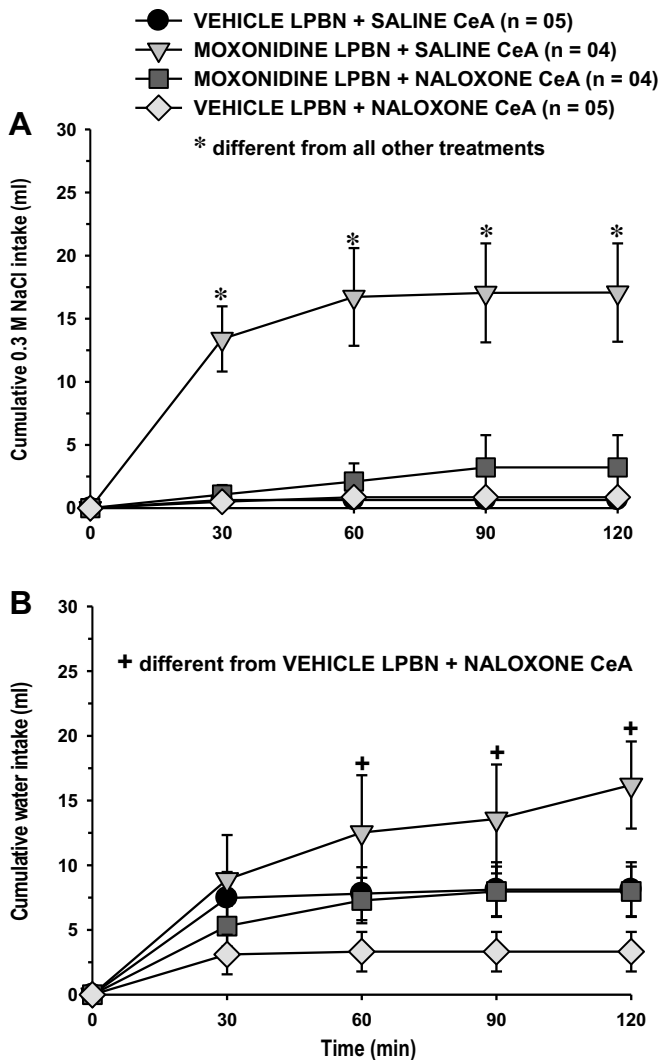 VEHICLE LPBN + SALINE CeA (n = 05)
MOXONIDINE LPBN + SALINE CeA (n = 04)
MOXONIDINE LPBN + NALOXONE CeA (n = 04)
VEHICLE LPBN + NALOXONE CeA (n = 05)
A
* different from all other treatments
Cumulative 0.3 M NaCl intake (ml)
30
25
20
15
10
5
0
* * * *
0 30 60 90 120
B
+ different from VEHICLE LPBN + NALOXONE CeA
Cumulative water intake (ml)
30
25
20
15
10
5
0
+ + +
0 30 60 90 120
Time (min)